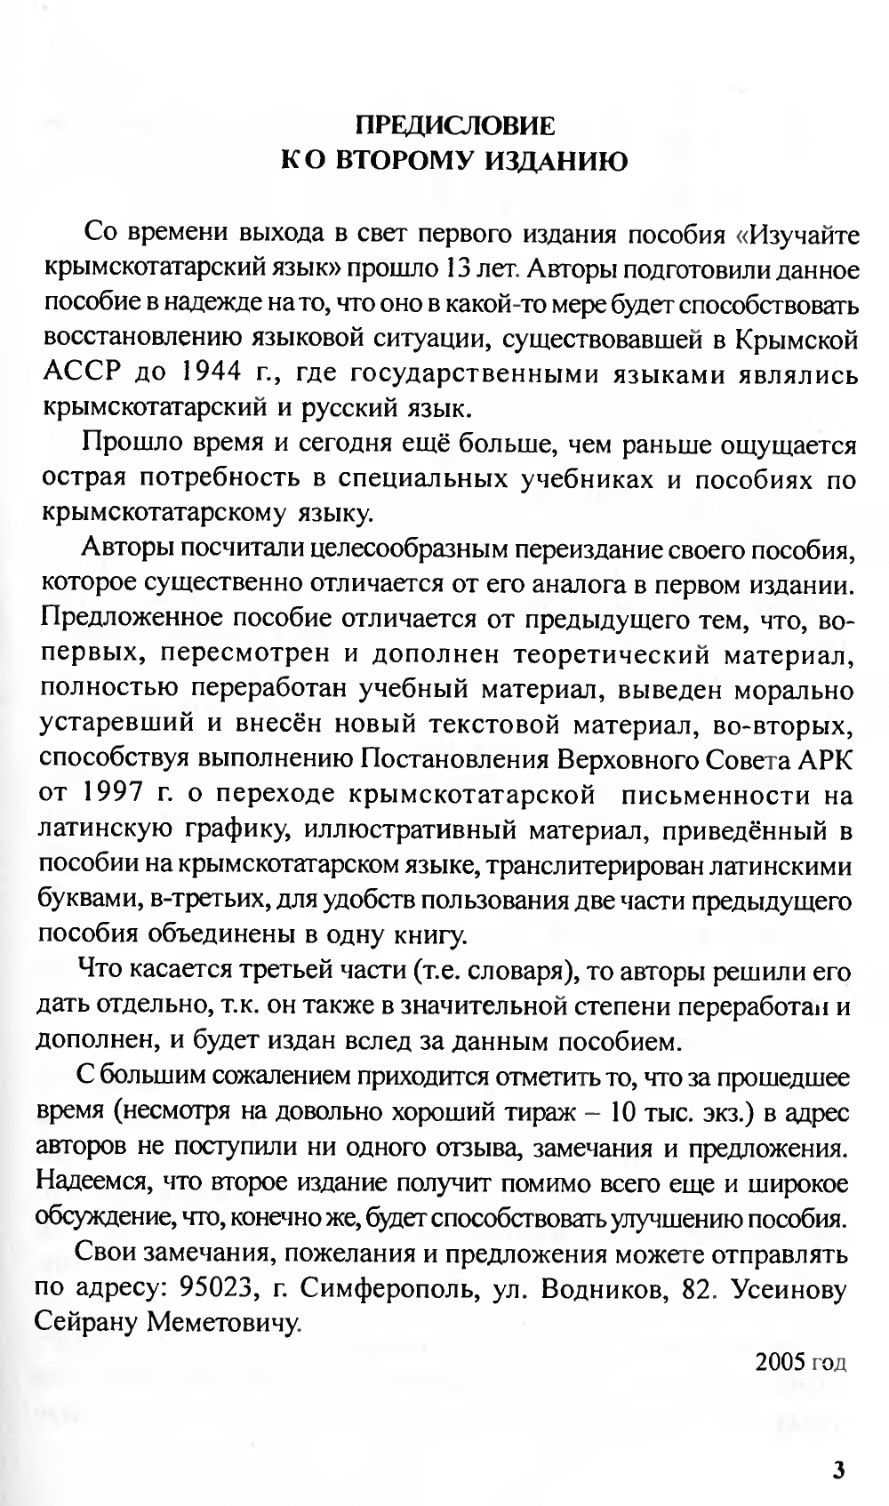 ПРЕДИСЛОВИЕ
КО ВТОРОМУ ИЗДАНИЮ
Со времени выхода в свет первого издания пособия «Изучайте
крымскотатарский язык» прошло 13 лет. Авторы подготовили данное
пособие в надежде на то, что оно в какой-то мере будет способствовать
восстановлению языковой ситуации, существовавшей в Крымской
АССР до 1944 г., где государственными языками являлись
крымскотатарский и русский язык.
Прошло время и сегодня ещё больше, чем раньше ощущается
острая потребность в специальных учебниках и пособиях по
крымскотатарскому языку.
Авторы посчитали целесообразным переиздание своего пособия,
которое существенно отличается от его аналога в первом издании.
Предложенное пособие отличается от предыдущего тем, что, во-
первых, пересмотрен и дополнен теоретический материал,
полностью переработан учебный материал, выведен морально
устаревший и внесён новый текстовой материал, во-вторых,
способствуя выполнению Постановления Верховного Совета АРК
от 1997 г. о переходе крымскотатарской письменности на
латинскую графику, иллюстративный материал, приведённый в
пособии на крымскотатарском языке, транслитерирован латинскими
буквами, в-третьих, для удобств пользования две части предыдущего
пособия объединены в одну книгу.
Что касается третьей части (т.е. словаря), то авторы решили его
дать отдельно, т.к. он также в значительной степени переработан и
дополнен, и будет издан вслед за данным пособием.
С большим сожалением приходится отметить то, что за прошедшее
время (несмотря на довольно хороший тираж – 10 тыс. экз.) в адрес
авторов не поступили ни одного отзыва, замечания и предложения.
Надеемся, что второе издание получит помимо всего еще и широкое
обсуждение, что, конечно же, будет способствовать улучшению пособия.
Свои замечания, пожелания и предложения можете отправлять
по адресу: 95023, г. Симферополь, ул. Водников, 82. Усеинову
Сейрану Меметовичу.
2005 год
3